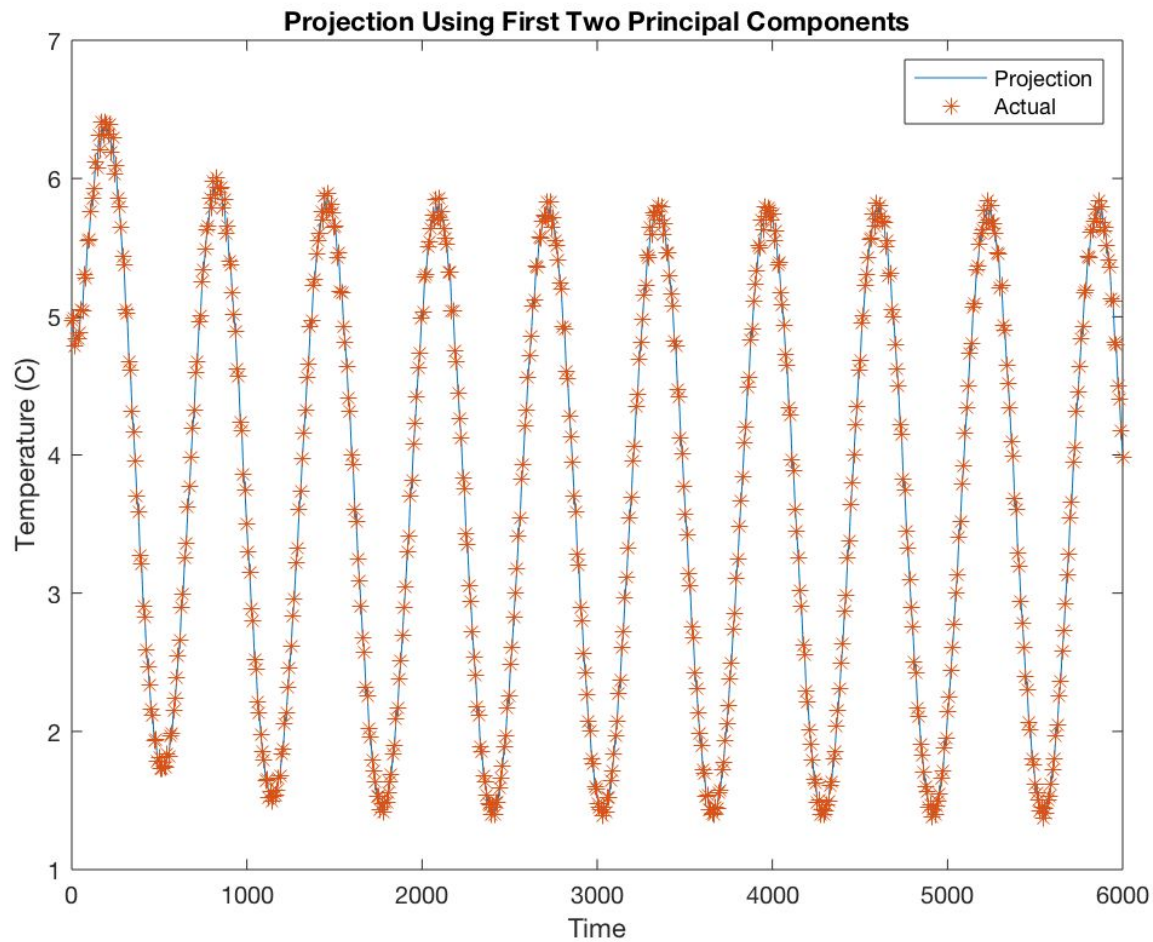 Projection Using First Two Principal Components
Projection
Actual
7
6
5
4
3
2
1
Temperature (C)
0
1000
2000
3000
4000
5000
6000
Time